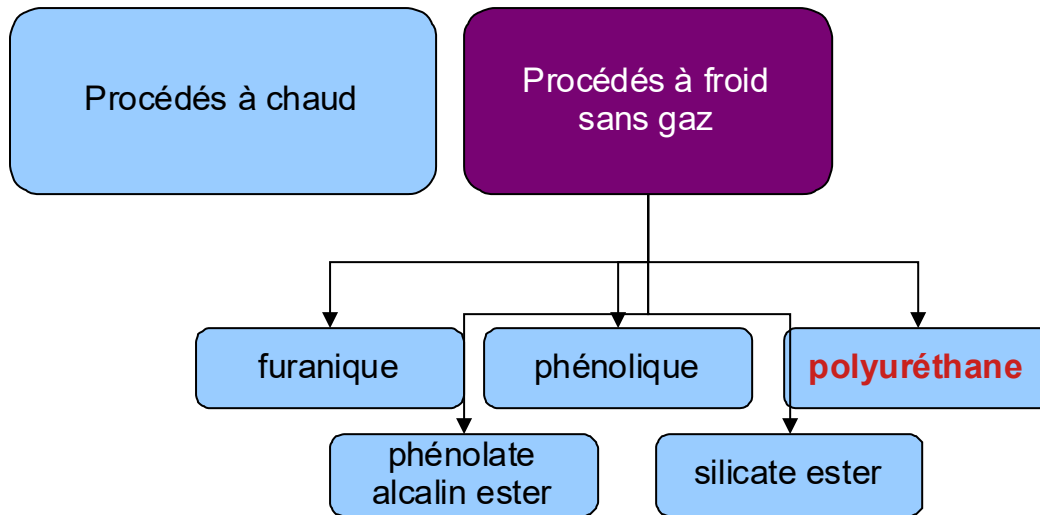 Procédés à chaud
Procédés à froid
sans gaz
furanique
phénolique
polyuréthane
phénolate
alcalin ester
silicate ester